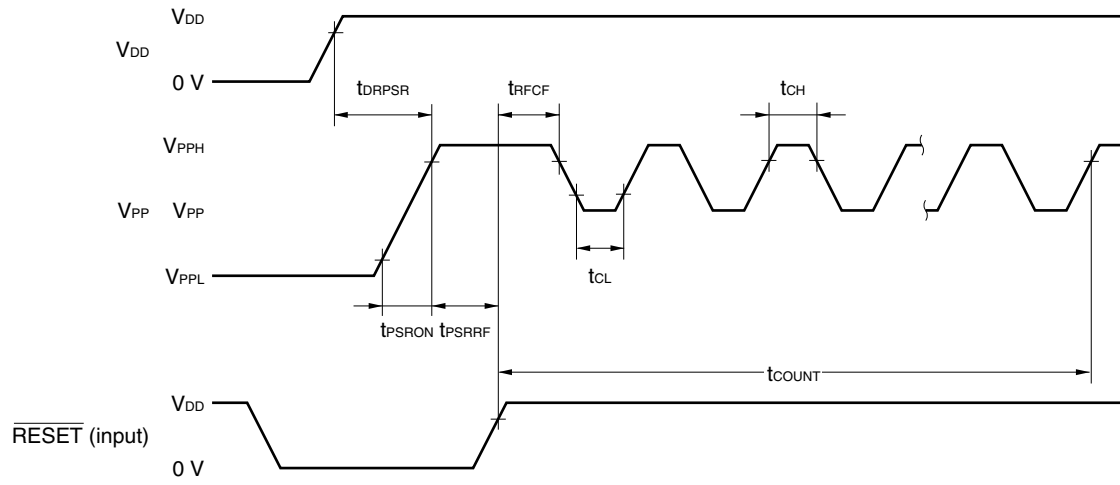 VDD
VDD
0 V
tDRPSR
tRFCF
tCH
VPPH
VPP VPP
VPPL
tCL
tPSRON tPSRRF
tCOUNT
VDD
RESET (input)
0 V